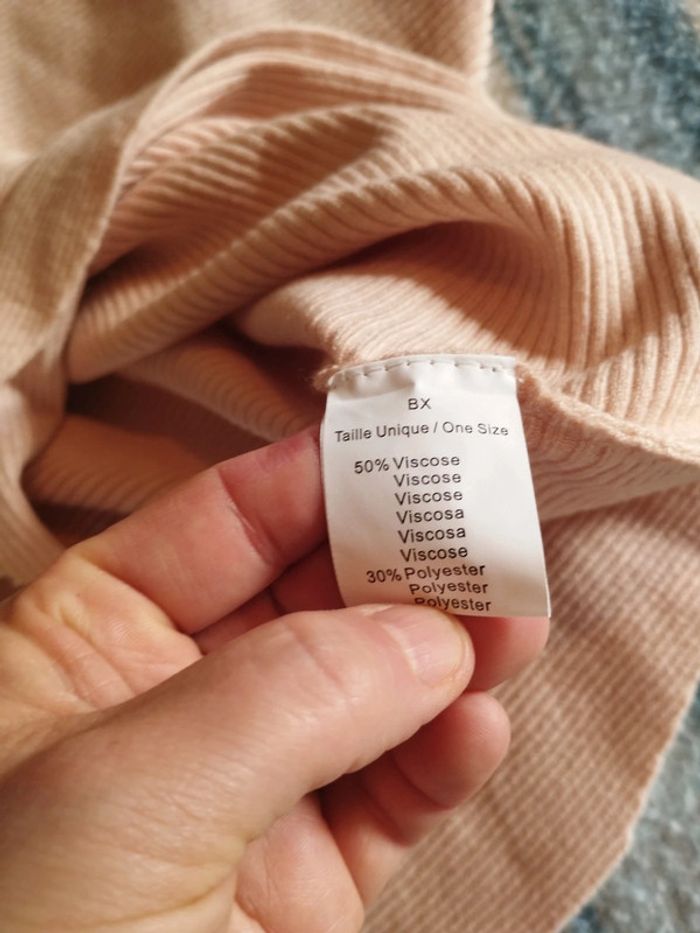 BX
Taille Unique / One Size
50% Viscose
Viscose
Viscose
Viscosa
Viscosa
Viscose
30% Polyester
Polyester
Polyester